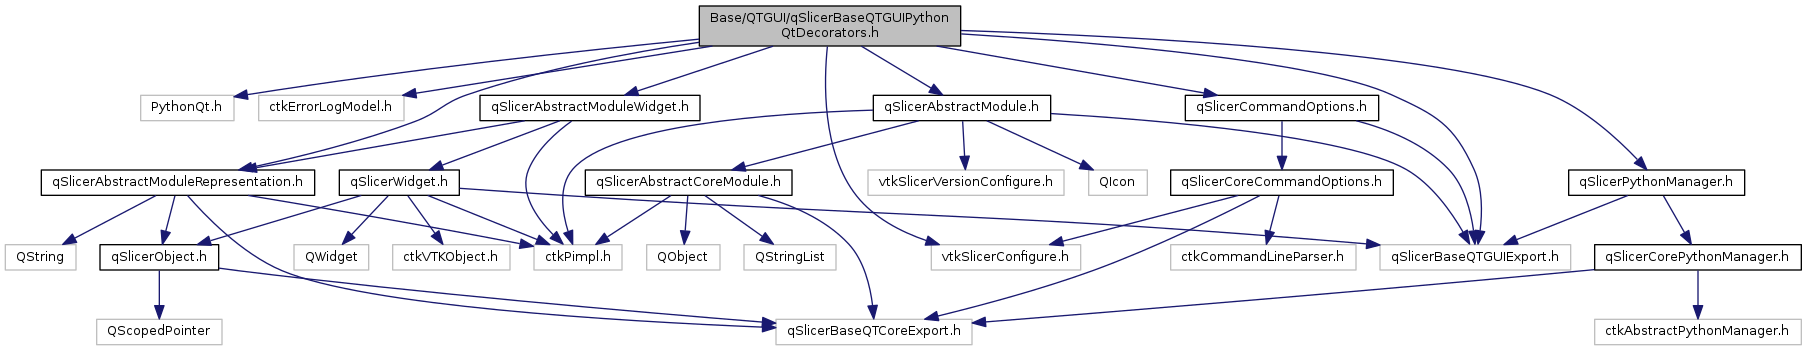 Base/QTGUI/qSlicerBaseQTGUIPython
QtDecorators.h
PythonQt.h
ctkErrorLogModel.h
qSlicerAbstractModuleWidget.h
qSlicerAbstractModule.h
qSlicerCommandOptions.h
qSlicerAbstractModuleRepresentation.h
qSlicerWidget.h
qSlicerAbstractCoreModule.h
vtkSlicerVersionConfigure.h
QIcon
qSlicerCoreCommandOptions.h
qSlicerPythonManager.h
QString
qSlicerObject.h
QWidget
ctkVTKObject.h
ctkPimpl.h
QObject
QStringList
vtkSlicerConfigure.h
ctkCommandLineParser.h
qSlicerBaseQTGUIExport.h
qSlicerCorePythonManager.h
QScopedPointer
qSlicerBaseQTCoreExport.h
ctkAbstractPythonManager.h